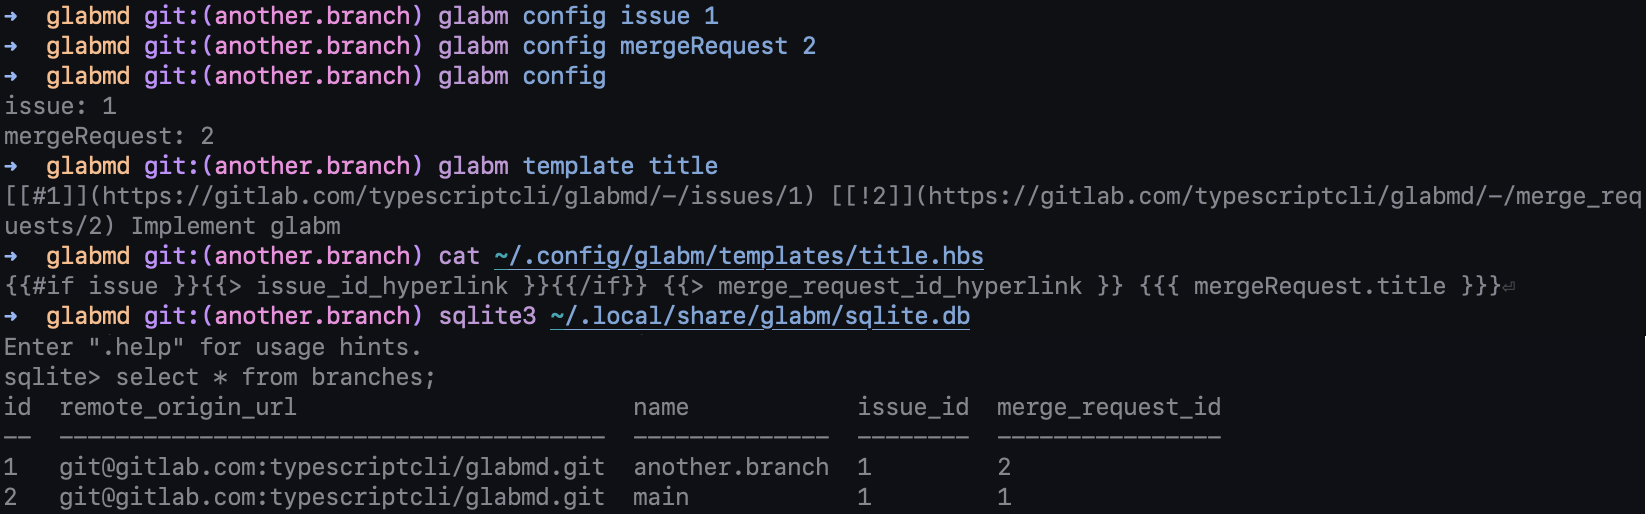 →  glabmd git:(another.branch) glabm config issue 1
→  glabmd git:(another.branch) glabm config mergeRequest 2
→  glabmd git:(another.branch) glabm config
issue: 1
mergeRequest: 2
→  glabmd git:(another.branch) glabm template title
[[#1]](https://gitlab.com/typescriptcli/glabmd/-/issues/1) [[!2]](https://gitlab.com/typescriptcli/glabmd/-/merge_req
uests/2) Implement glabm
→  glabmd git:(another.branch) cat ~/.config/glabm/templates/title.hbs
{{#if issue }}{{> issue_id_hyperlink }}{{/if}} {{> merge_request_id_hyperlink }} {{{ mergeRequest.title }}}⏎
→  glabmd git:(another.branch) sqlite3 ~/.local/share/glabm/sqlite.db
Enter ".help" for usage hints.
sqlite> select * from branches;
id  remote_origin_url                        name            issue_id  merge_request_id
--  ---------------------------------------  --------------  --------  ----------------
1   git@gitlab.com:typescriptcli/glabmd.git  another.branch  1         2
2   git@gitlab.com:typescriptcli/glabmd.git  main            1         1